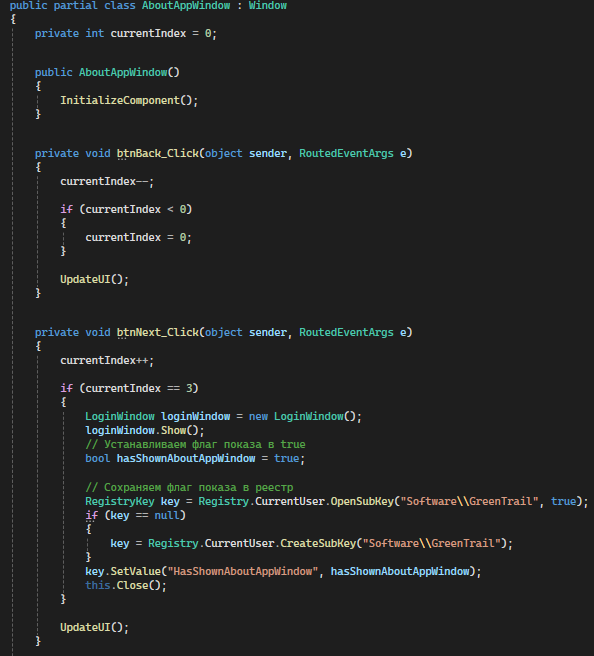 public partial class AboutAppWindow : Window
{
private int currentIndex = 0;
public AboutAppWindow()
{
InitializeComponent();
}
private void btnBack_Click(object sender, RoutedEventArgs e)
{
currentIndex--;
if (currentIndex < 0)
{
currentIndex = 0;
}
UpdateUI();
}
private void btnNext_Click(object sender, RoutedEventArgs e)
{
currentIndex++;
if (currentIndex == 3)
{
LoginWindow loginWindow = new LoginWindow();
loginWindow.Show();
// Устанавливаем флаг показа в true
bool hasShownAboutAppWindow = true;
// Сохраняем флаг показа в реестр
RegistryKey key = Registry.CurrentUser.OpenSubKey("Software\\GreenTrail", true);
if (key == null)
{
key = Registry.CurrentUser.CreateSubKey("Software\\GreenTrail");
}
key.SetValue("HasShownAboutAppWindow", hasShownAboutAppWindow);
this.Close();
}
UpdateUI();
}